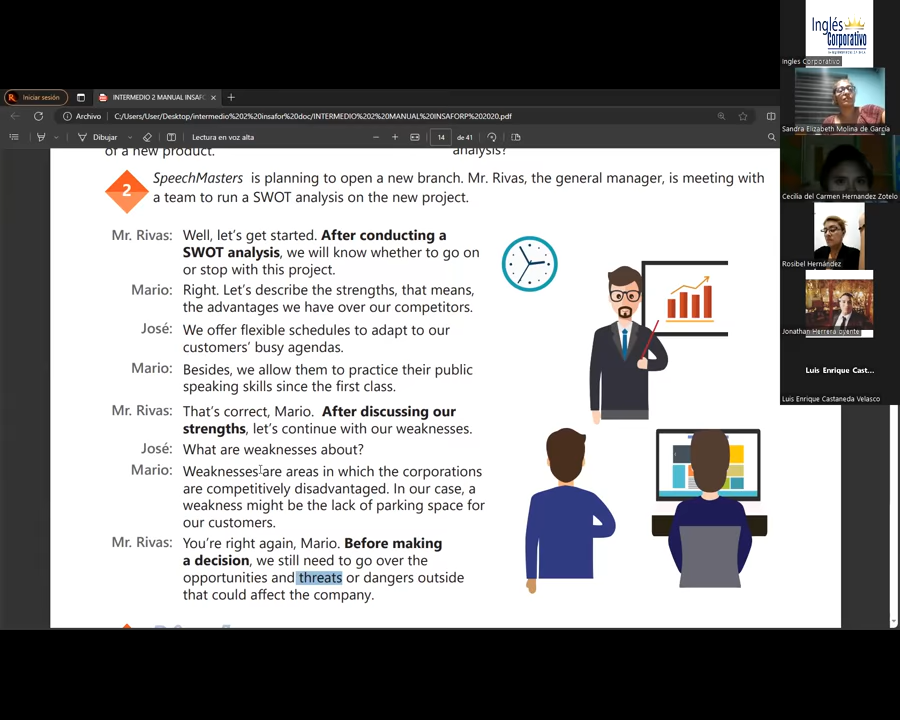 Iniciar sesión
INTERMEDIO 2 MANUAL INSAFO
Archivo
C:/Users/User/Desktop/intermedio%202%20insafor%20doc/INTERMEDIO%202%20MANUAL%20INSAFORP%202020.pdf
Dibujar
Lectura en voz alta
14
de 41
of a new product.
analysis?
2
SpeechMasters is planning to open a new branch. Mr. Rivas, the general manager, is meeting with
a team to run a SWOT analysis on the new project.
Mr. Rivas: Well, let's get started. After conducting a
SWOT analysis, we will know whether to go on
or stop with this project.
Mario: Right. Let's describe the strengths, that means,
the advantages we have over our competitors.
José: We offer flexible schedules to adapt to our
customers' busy agendas.
Mario: Besides, we allow them to practice their public
speaking skills since the first class.
Mr. Rivas: That's correct, Mario. After discussing our
strengths, let's continue with our weaknesses.
José: What are weaknesses about?
Mario: Weaknesses are areas in which the corporations
are competitively disadvantaged. In our case, a
weakness might be the lack of parking space for
our customers.
Mr. Rivas: You're right again, Mario. Before making
a decision, we still need to go over the
opportunities and threats or dangers outside
that could affect the company.
Inglés
Corporativo
Ingles Corporativo
Sandra Elizabeth Molina de García
Cecilia del Carmen Hernandez Zotelo
Rosibel Hernández
Jonathan Herrera oyente
Luis Enrique Cast...
Luis Enrique Castaneda Velasco